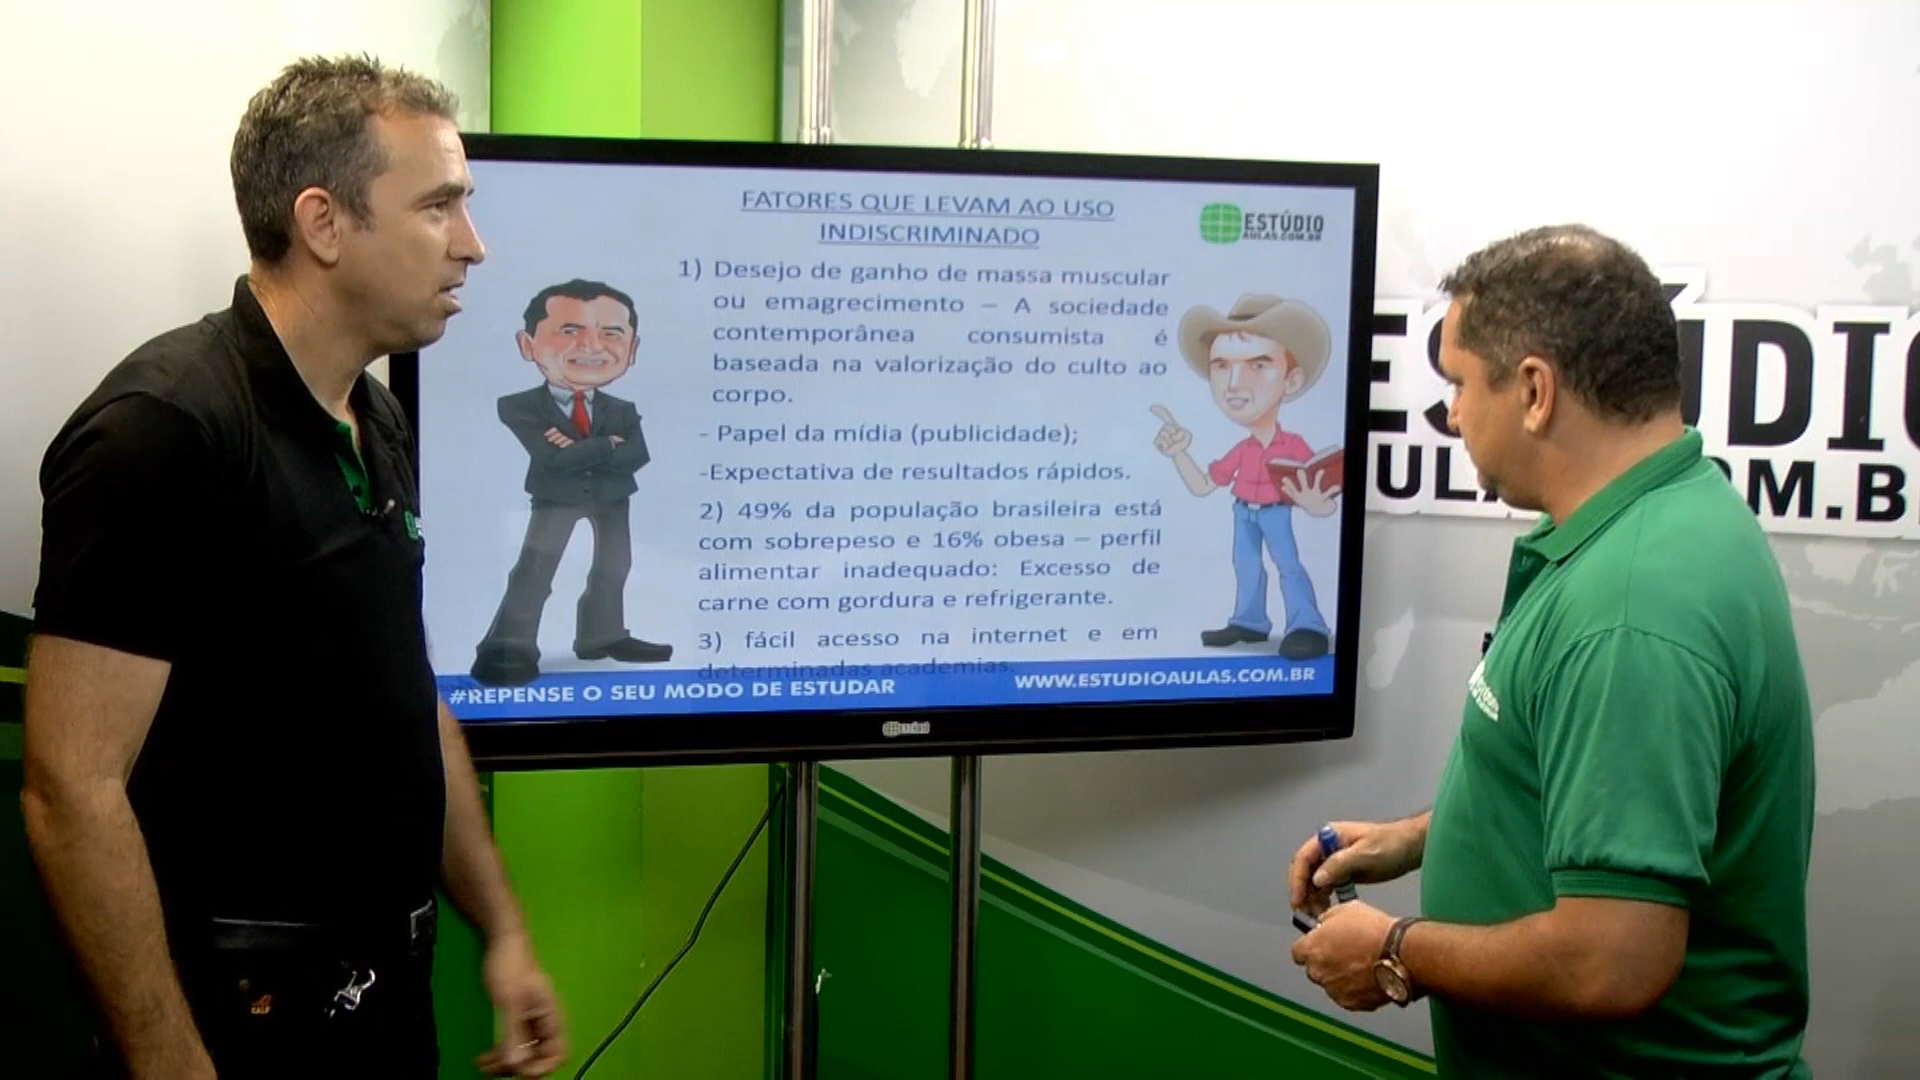 FATORES QUE LEVAM AO USO
INDISCRIMINADO
ESTÚDIO
AULAS.COM.BR
1) Desejo de ganho de massa muscular
ou emagrecimento – A sociedade
contemporânea consumista é
baseada na valorização do culto ao
corpo.
- Papel da mídia (publicidade);
-Expectativa de resultados rápidos.
2) 49% da população brasileira está
com sobrepeso e 16% obesa – perfil
alimentar inadequado: Excesso de
carne com gordura e refrigerante.
3) fácil acesso na internet e em
determinadas academias.
#REPENSE O SEU MODO DE ESTUDAR
WWW.ESTUDIOAULAS.COM.BR
ESTÚDIO